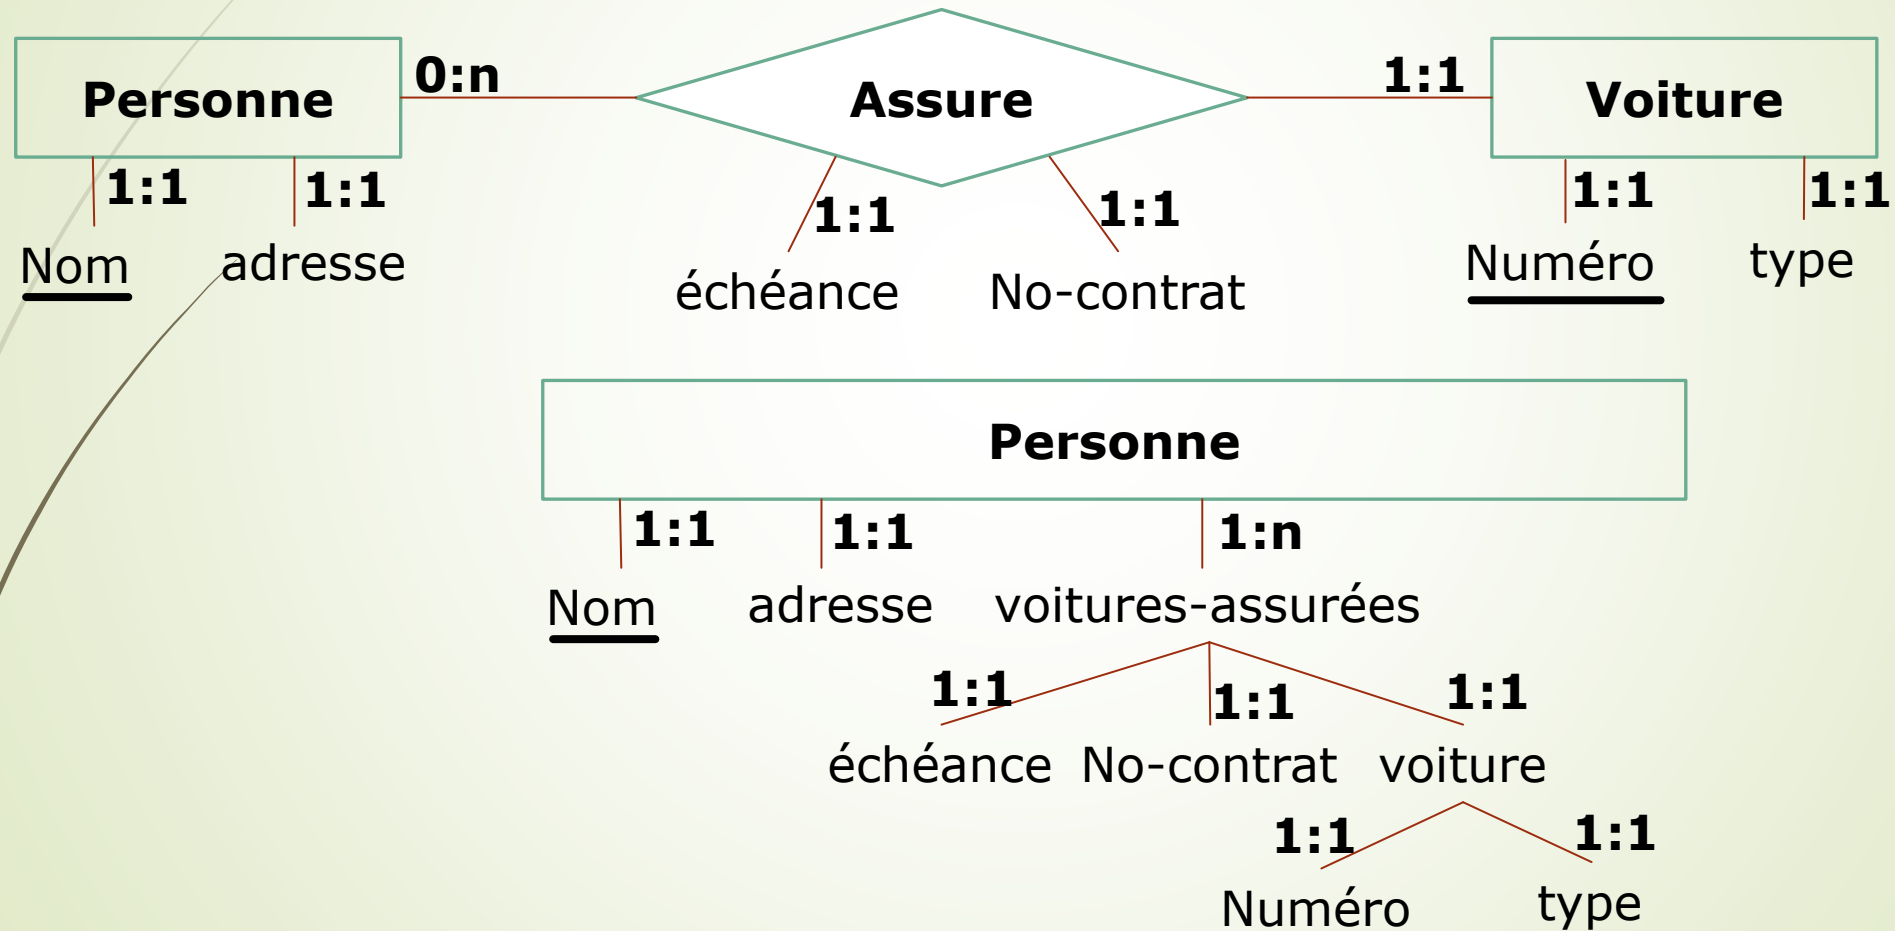 Personne 0:n Assure 1:1 Voiture
1:1 1:1 1:1 1:1 1:1 1:1
Nom adresse échéance No-contrat Numéro type
Personne
1:1 1:1 1:n
Nom adresse voitures-assurées
1:1 1:1 1:1
échéance No-contrat voiture
1:1 1:1
Numéro type